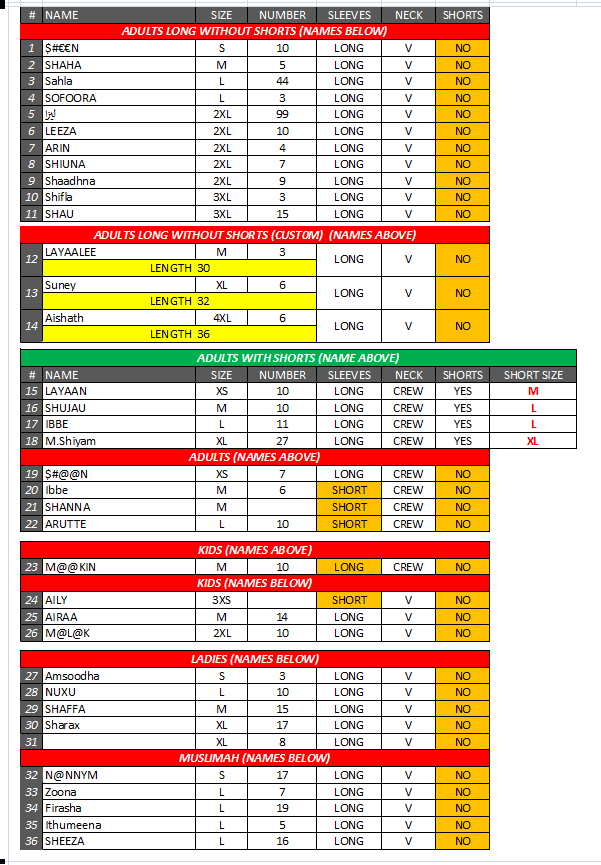 # NAME SIZE NUMBER SLEEVES NECK SHORTS
ADULTS LONG WITHOUT SHORTS (NAMES BELOW)
1 $#€€N S 10 LONG V NO
2 SHAHA M 5 LONG V NO
3 Sahla L 44 LONG V NO
4 SOFOORA L 3 LONG V NO
5 2XL 99 LONG V NO
6 LEEZA 2XL 10 LONG V NO
7 ARIN 2XL 4 LONG V NO
8 SHIUNA 2XL 7 LONG V NO
9 Shaadhna 2XL 9 LONG V NO
10 Shifla 3XL 3 LONG V NO
11 SHAU 3XL 15 LONG V NO
ADULTS LONG WITHOUT SHORTS (CUSTOM) (NAMES ABOVE)
12 LAYAALEE M 3 LONG V NO
LENGTH 30
13 Suney XL 6 LONG V NO
LENGTH 32
14 Aishath 4XL 6 LONG V NO
LENGTH 36
ADULTS WITH SHORTS (NAME ABOVE)
# NAME SIZE NUMBER SLEEVES NECK SHORTS SHORT SIZE
15 LAYAAN XS 10 LONG CREW YES M
16 SHUJAU M 10 LONG CREW YES L
17 IBBE L 11 LONG CREW YES L
18 M.Shiyam XL 27 LONG CREW YES XL
ADULTS (NAMES ABOVE)
19 $#@@N XS 7 LONG CREW NO
20 Ibbe M 6 SHORT CREW NO
21 SHANNA M SHORT CREW NO
22 ARUTTE L 10 SHORT CREW NO
KIDS (NAMES ABOVE)
23 M@@KIN M 10 LONG CREW NO
KIDS (NAMES BELOW)
24 AILY 3XS SHORT V NO
25 AIRAA M 14 LONG V NO
26 M@L@K 2XL 10 LONG V NO
LADIES (NAMES BELOW)
27 Amsoodha S 3 LONG V NO
28 NUXU L 10 LONG V NO
29 SHAFFA M 15 LONG V NO
30 Sharax XL 17 LONG V NO
31 XL 8 LONG V NO
MUSLIMAH (NAMES BELOW)
32 N@NNYM S 17 LONG V NO
33 Zoona L 7 LONG V NO
34 Firasha L 19 LONG V NO
35 Ithumeena L 5 LONG V NO
36 SHEEZA L 16 LONG V NO